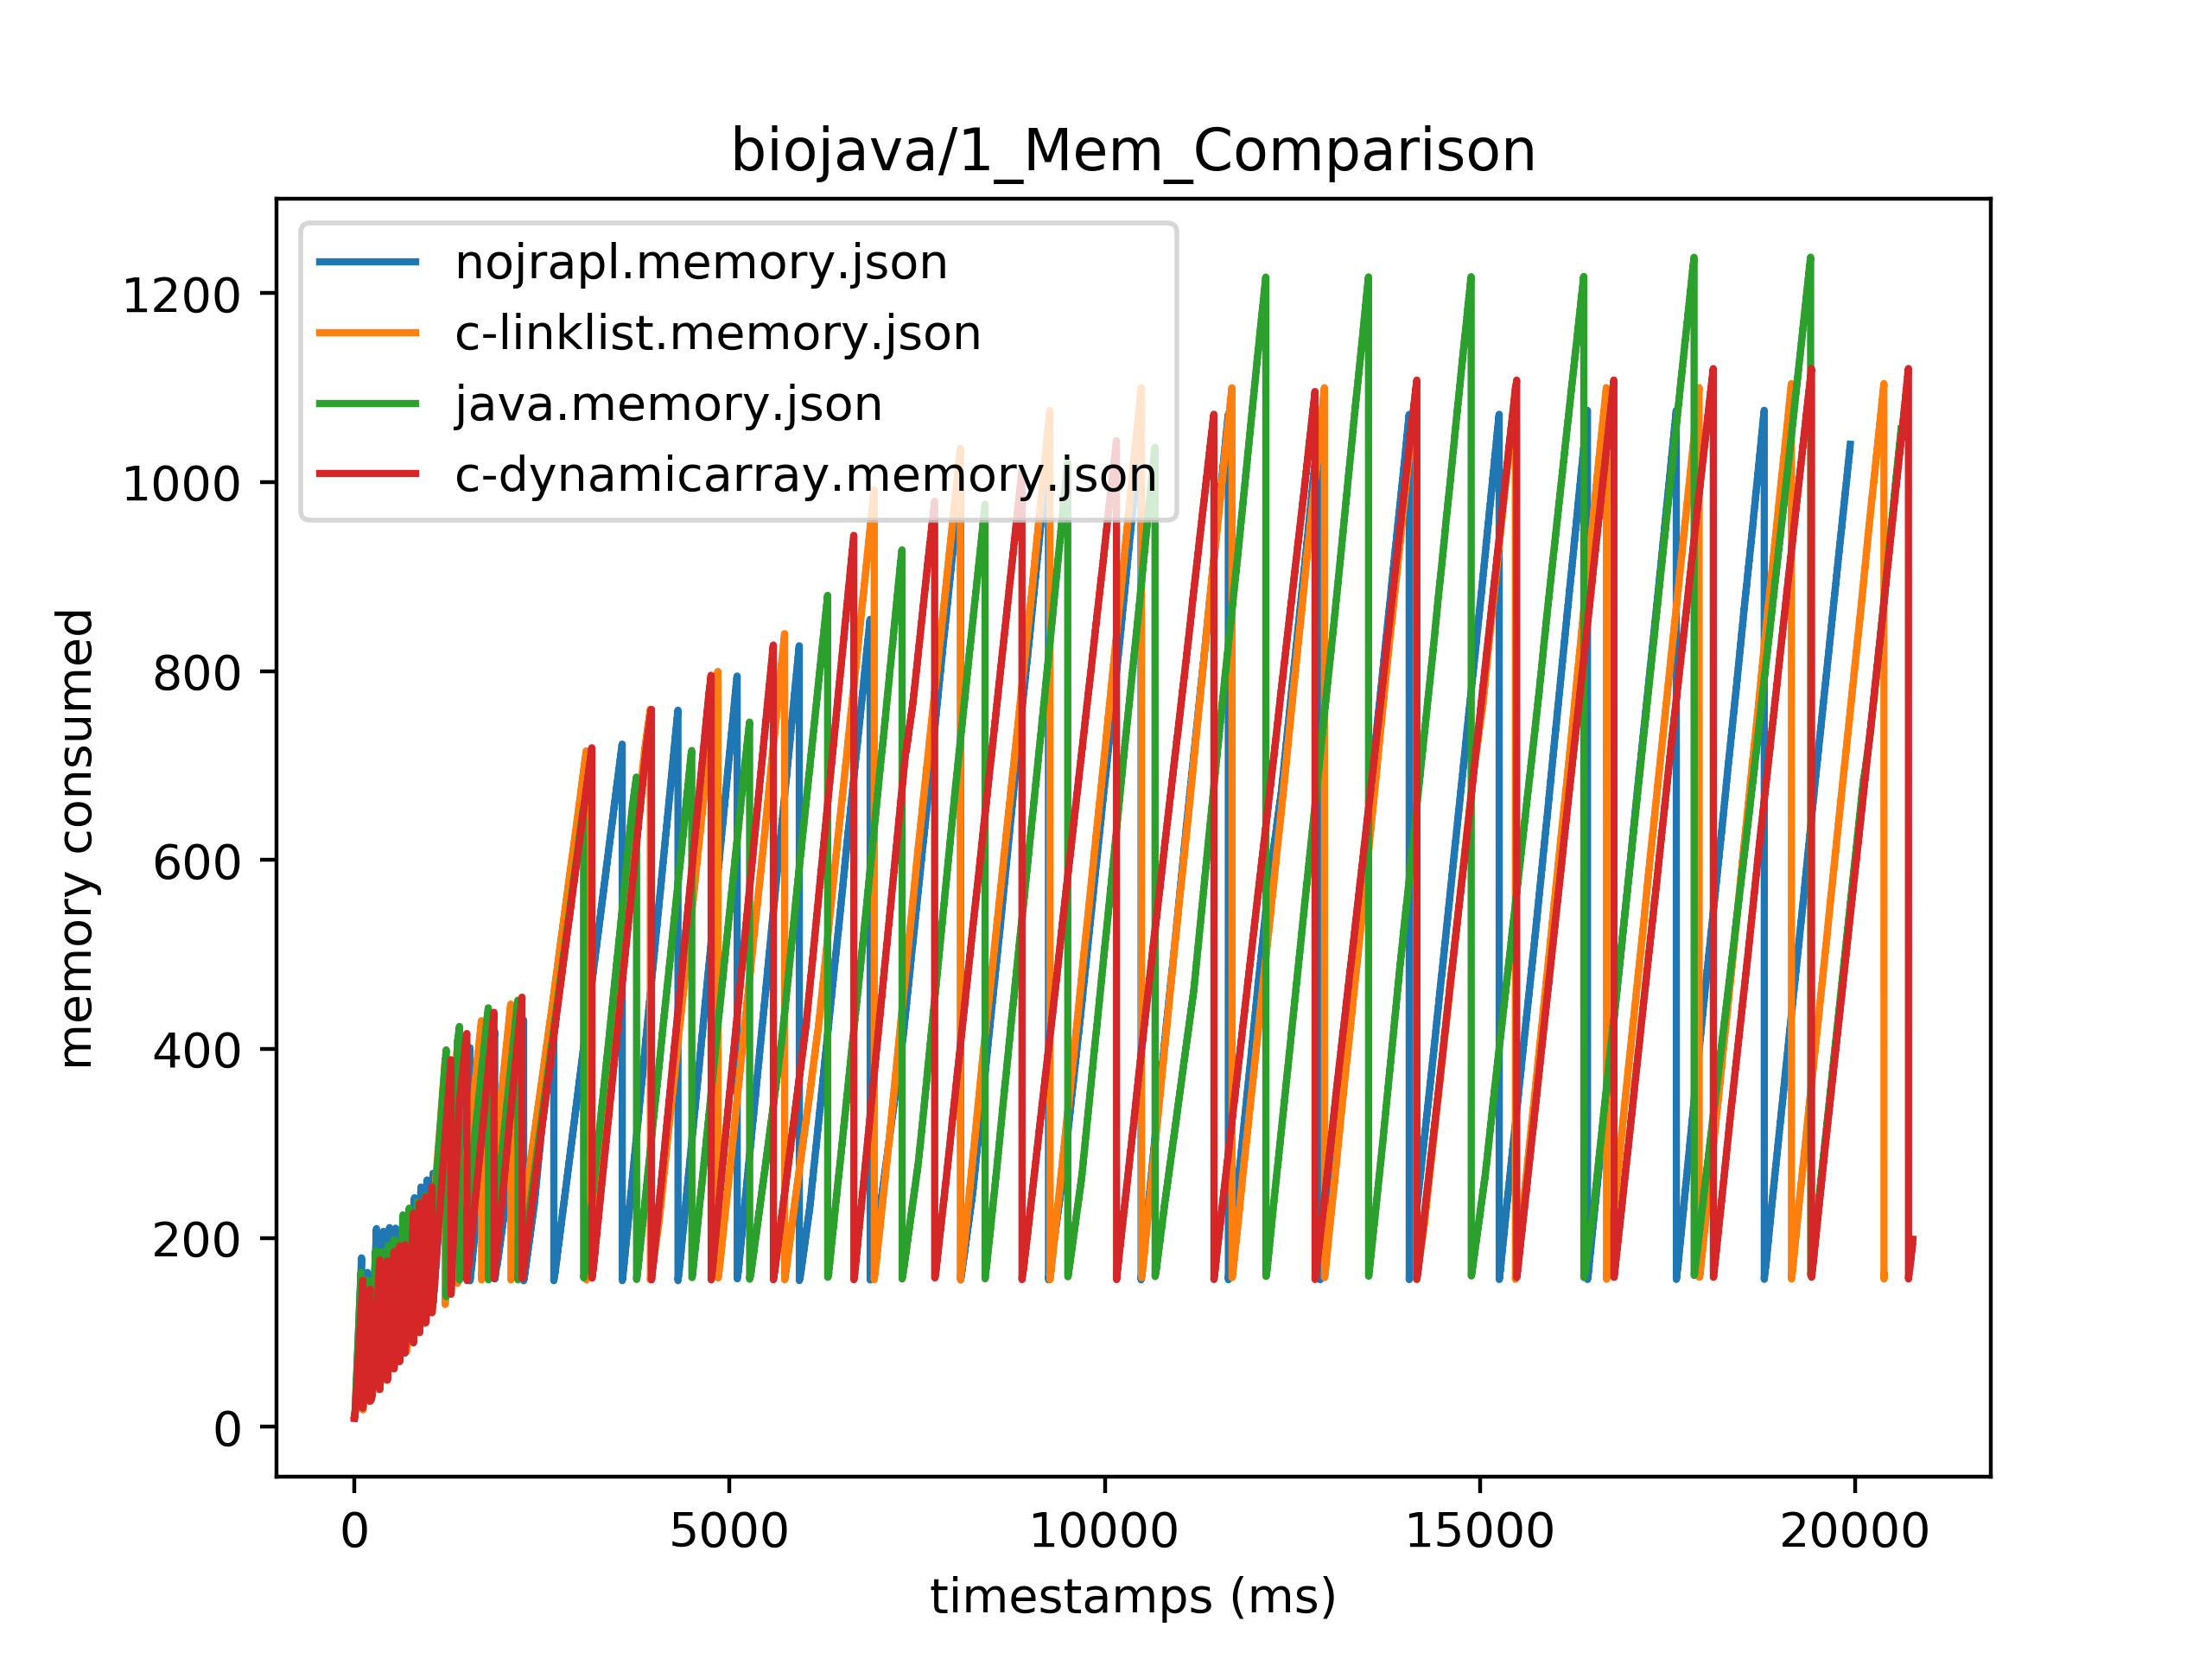 biojava/1_Mem_Comparison
nojrapl.memory.json
c-linklist.memory.json
java.memory.json
c-dynamicarray.memory.json
memory consumed
1200
1000
800
600
400
200
0
0 5000 10000 15000 20000
timestamps (ms)